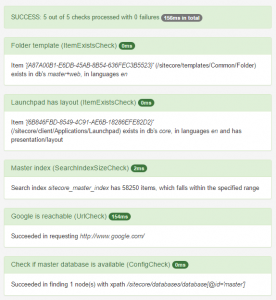 SUCCESS: 5 out of 5 checks processed with 0 failures 156ms in total
Folder template (ItemExistsCheck) 0ms
Item '{A87A00B1-E6DB-45AB-8B54-636FEC3B5523}' (/sitecore/templates/Common/Folder)
exists in db's master+web, in languages en
Launchpad has layout (ItemExistsCheck) 0ms
Item '{6B846FBD-8549-4C91-AE6B-18286EFE82D2}'
(/sitecore/client/Applications/Launchpad) exists in db's core, in languages en and has
presentation/layout
Master index (SearchIndexSizeCheck)
Search index sitecore_master_index has 58250 items, which falls within the specified range.
Google is reachable (UrlCheck) 154ms
Succeeded in requesting http://www.google.com/
Check if master database is available (ConfigCheck) 0ms
Succeeded in finding 1 node(s) with xpath /sitecore/databases/database[@id='master']